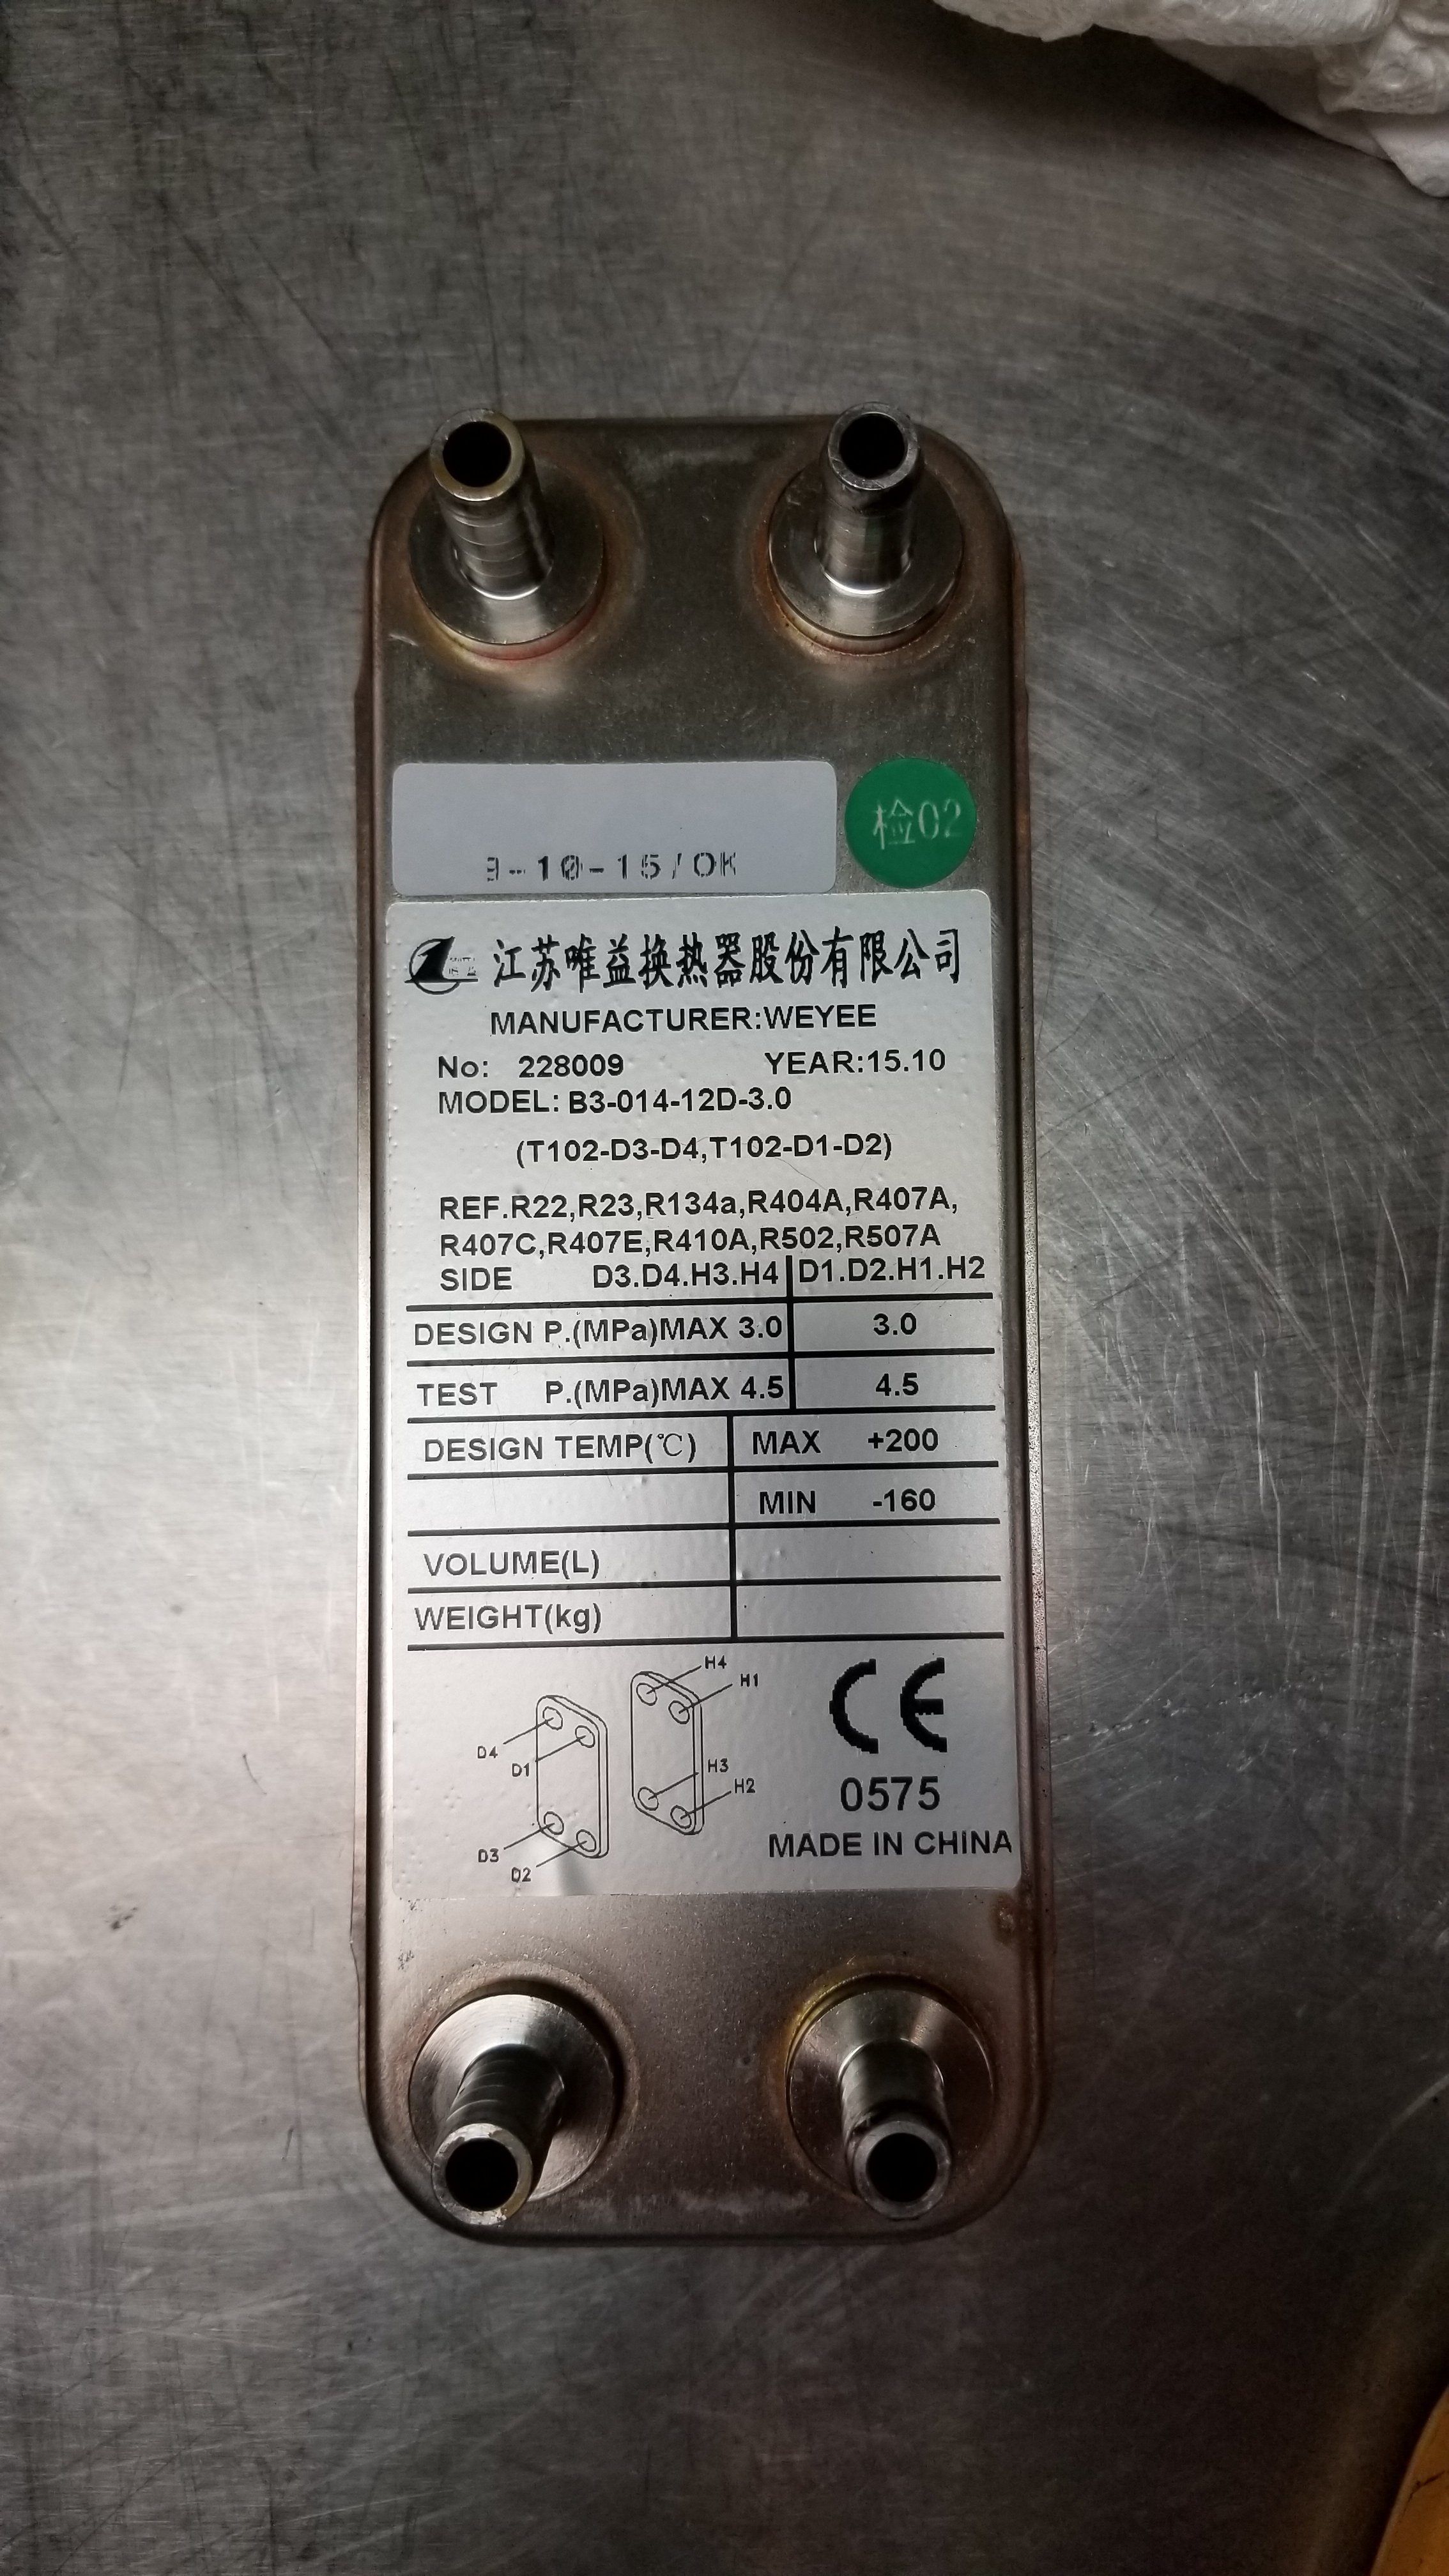 9-10-15/OK
检02
江苏唯益换热器股份有限公司
MANUFACTURER:WEYEE
No: 228009 YEAR:15.10
MODEL: B3-014-12D-3.0
(T102-D3-D4,T102-D1-D2)
REF.R22,R23,R134a,R404A,R407A,
R407C,R407E,R410A,R502,R507A
SIDE D3.D4.H3.H4 D1.D2.H1.H2
DESIGN P.(MPa)MAX 3.0 3.0
TEST P.(MPa)MAX 4.5 4.5
DESIGN TEMP(℃) MAX +200
MIN -160
VOLUME(L)
WEIGHT(kg)
H4
H1
D4
D1
H3
H2
D3
D2
CE
0575
MADE IN CHINA